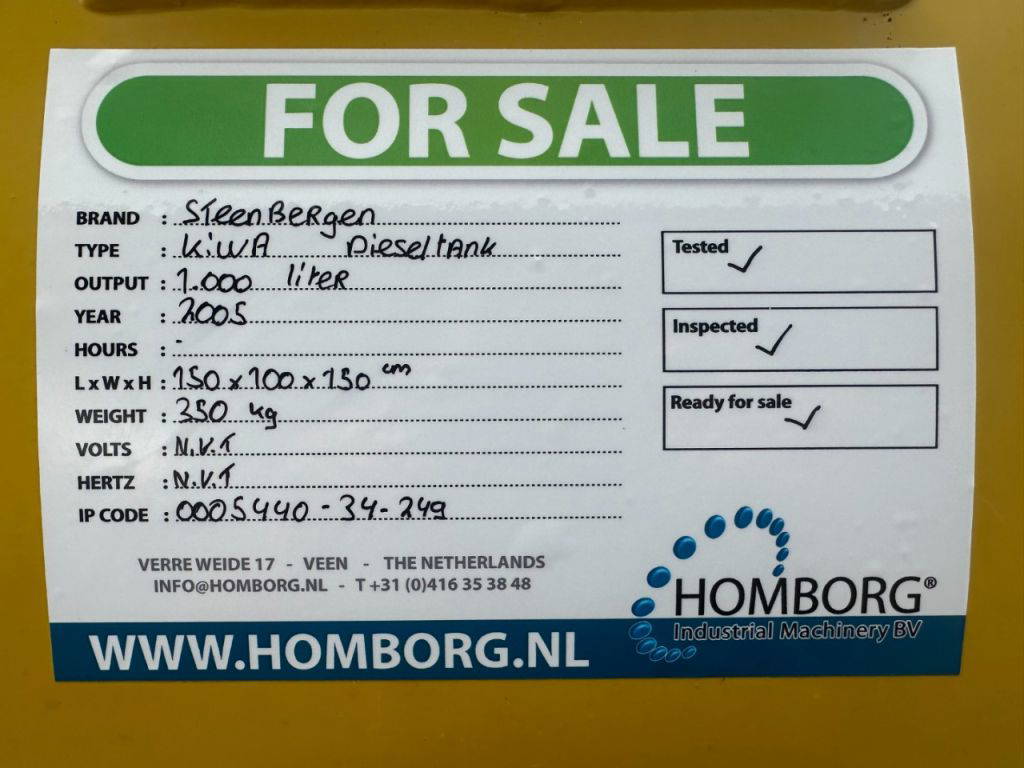 FOR SALE
BRAND : SteenBergen
TYPE : KiWA Dieseltank
OUTPUT : 1.000 liter
YEAR : 2005
HOURS : -
L x W x H : 150 x 100 x 150 cm
WEIGHT : 350 kg
VOLTS : N.V.T
HERTZ : N.V.T
IP CODE : 0005440 - 34 - 249
Tested ✓
Inspected ✓
Ready for sale ✓
VERRE WEIDE 17 - VEEN - THE NETHERLANDS
INFO@HOMBORG.NL - T +31 (0)416 35 38 48
HOMBORG®
Industrial Machinery BV
WWW.HOMBORG.NL